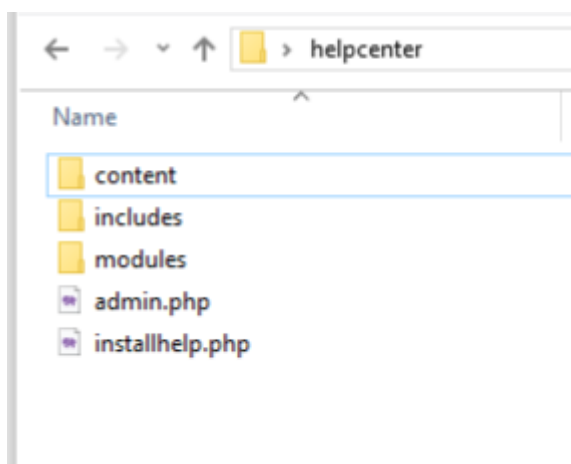 helpcenter
Name
content
includes
modules
admin.php
installhelp.php